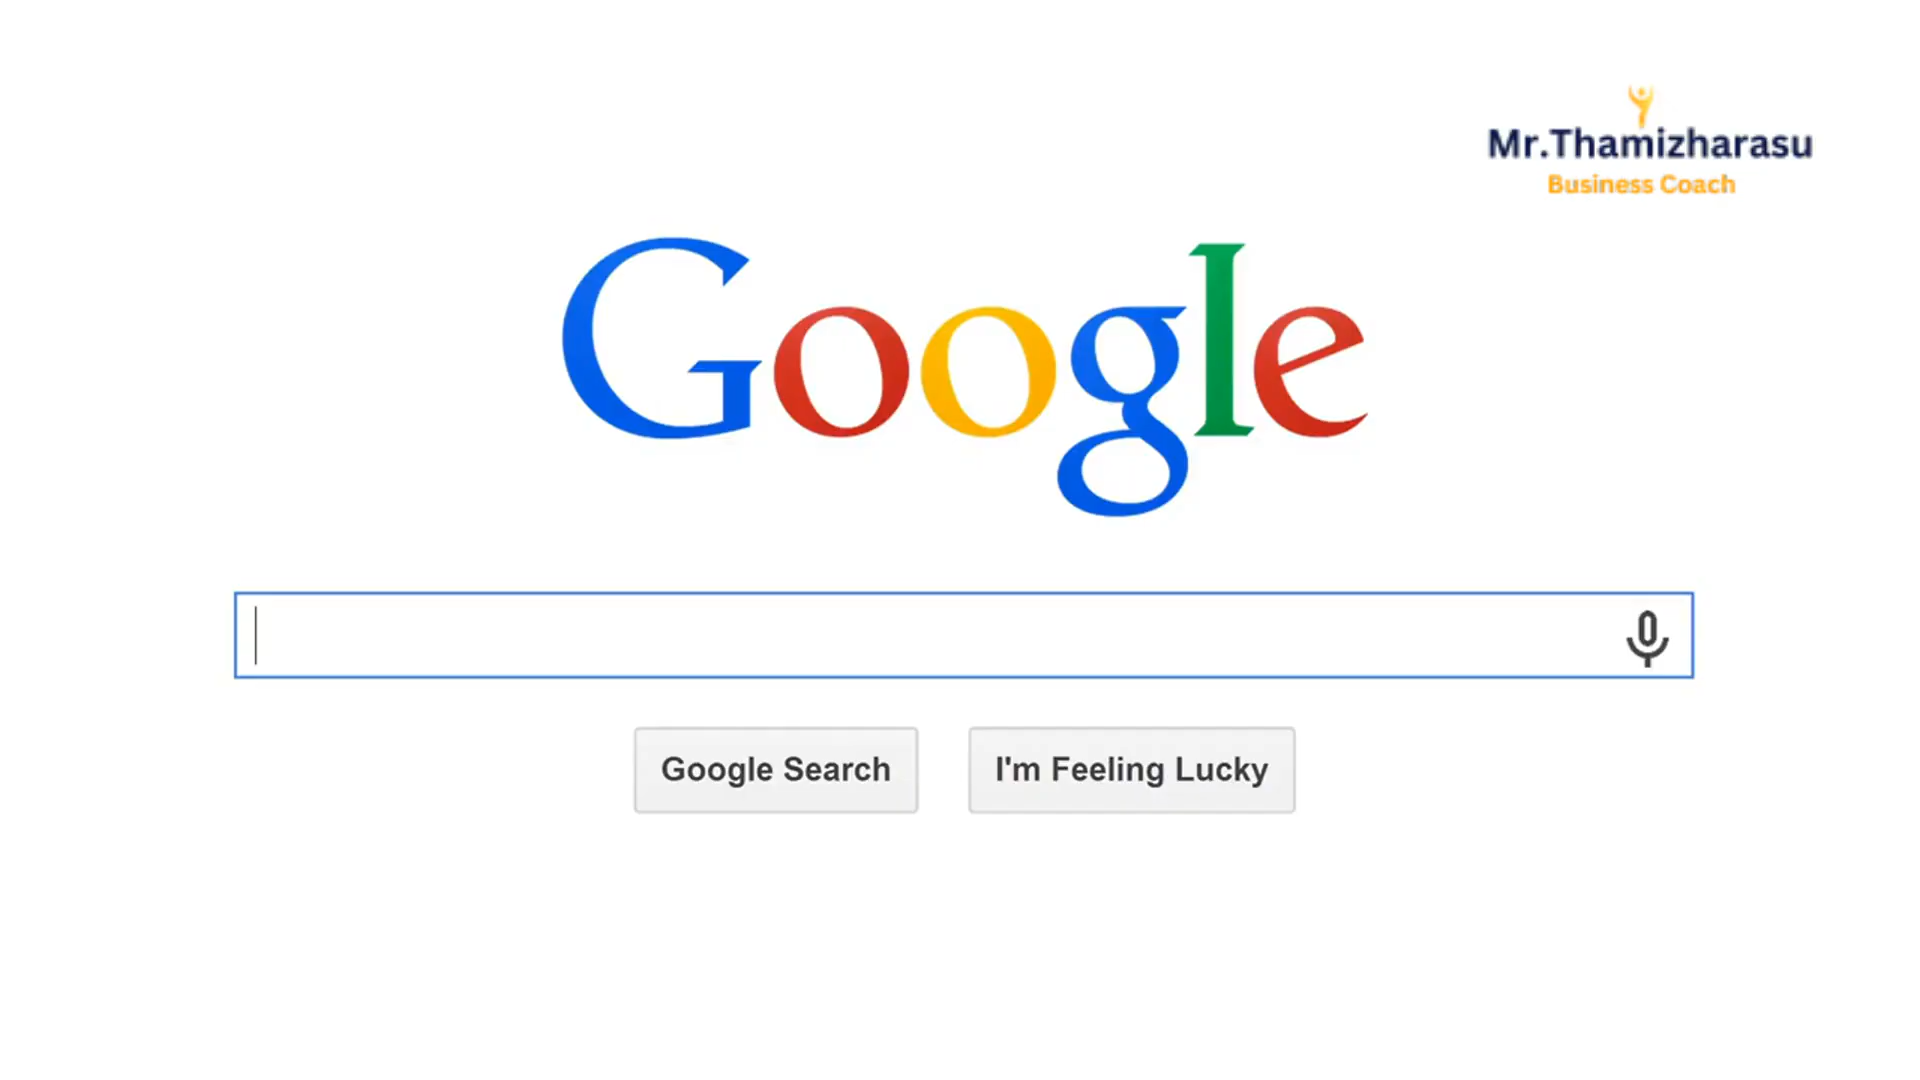 Mr.Thamizharasu
Business Coach
Google
Google Search
I'm Feeling Lucky